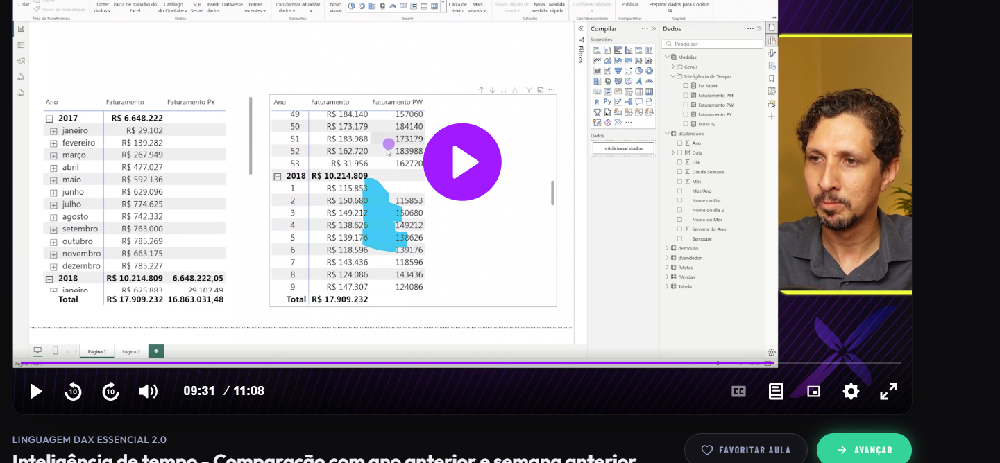 Colar
Pincel de formatação
Área de Transferência
Obter dados
Pasta de trabalho do Excel
Catálogo do OneLake
SQL Server
Inserir dados
Dataverse
Fontes recentes
Dados
Transformar dados
Atualizar
Consultas
Novo visual
Caixa de texto
Mais visuais
Inserir
Novo cálculo do visual
Nova medida
Medida rápida
Cálculos
Confidencialidade
Confidencialidade
Publicar
Compartilhar
Preparar dados para Copilot IA
Copilot
Ano Faturamento Faturamento PY
2017 R$ 6.648.222
janeiro R$ 29.102
fevereiro R$ 139.282
março R$ 267.949
abril R$ 477.027
maio R$ 592.136
junho R$ 629.096
julho R$ 774.625
agosto R$ 742.332
setembro R$ 763.000
outubro R$ 785.269
novembro R$ 663.175
dezembro R$ 785.227
2018 R$ 10.214.809 6.648.222,05
janeiro R$ 625.883 29.102,49
Total R$ 17.909.232 16.863.031,48
Ano Faturamento Faturamento PW
49 R$ 184.140 157060
50 R$ 173.179 184140
51 R$ 183.988 173179
52 R$ 162.720 183988
53 R$ 31.956 162720
2018 R$ 10.214.809
1 R$ 115.853
2 R$ 150.680 115853
3 R$ 149.212 150680
4 R$ 138.626 149212
5 R$ 139.176 138626
6 R$ 118.596 139176
7 R$ 143.436 118596
8 R$ 124.086 143436
9 R$ 147.307 124086
Total R$ 17.909.232
Filtros
Compilar
Sugestões
R Py
Dados
+Adicionar dados
Dados
Pesquisar
Medidas
Gerais
Inteligência de Tempo
Fat MoM
Faturamento PM
Faturamento PW
Faturamento PY
MoM %
dCalendario
Ano
Data
Dia
Dia da Semana
Mês
Mes/Ano
Nome do Dia
Nome do dia 2
Nome do Mês
Semana do Ano
Semestre
dProduto
dVendedor
fMetas
fVendas
Tabela
Página 1
Página 2
+
10
10
09:31 / 11:08
CC
LINGUAGEM DAX ESSENCIAL 2.0
Inteligência de tempo - Comparação com ano anterior e semana anterior
FAVORITAR AULA
AVANÇAR